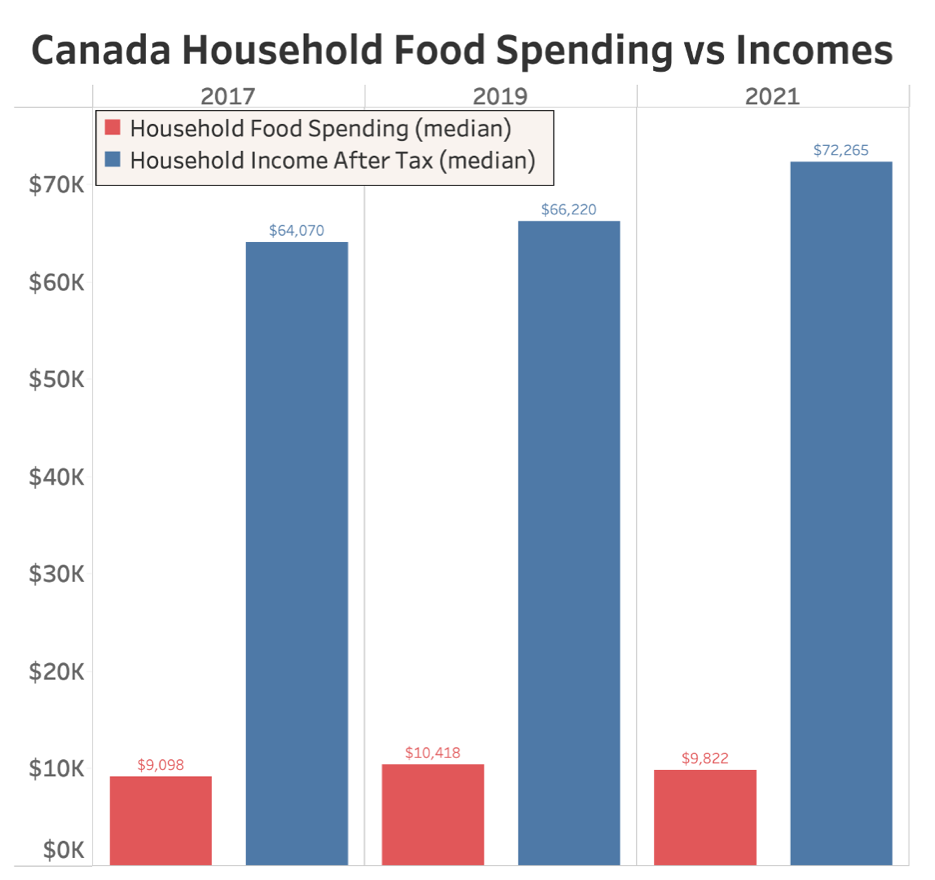 Canada Household Food Spending vs Incomes
2017 2019 2021
Household Food Spending (median)
Household Income After Tax (median)
$72,265
$70K
$66,220
$64,070
$60K
$50K
$40K
$30K
$20K
$10,418
$9,822
$9,098
$10K
$0K